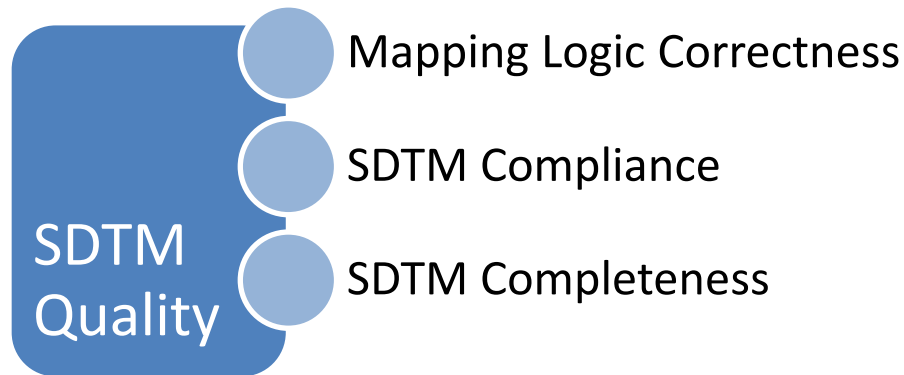 Mapping Logic Correctness
SDTM Compliance
SDTM Completeness
SDTM
Quality